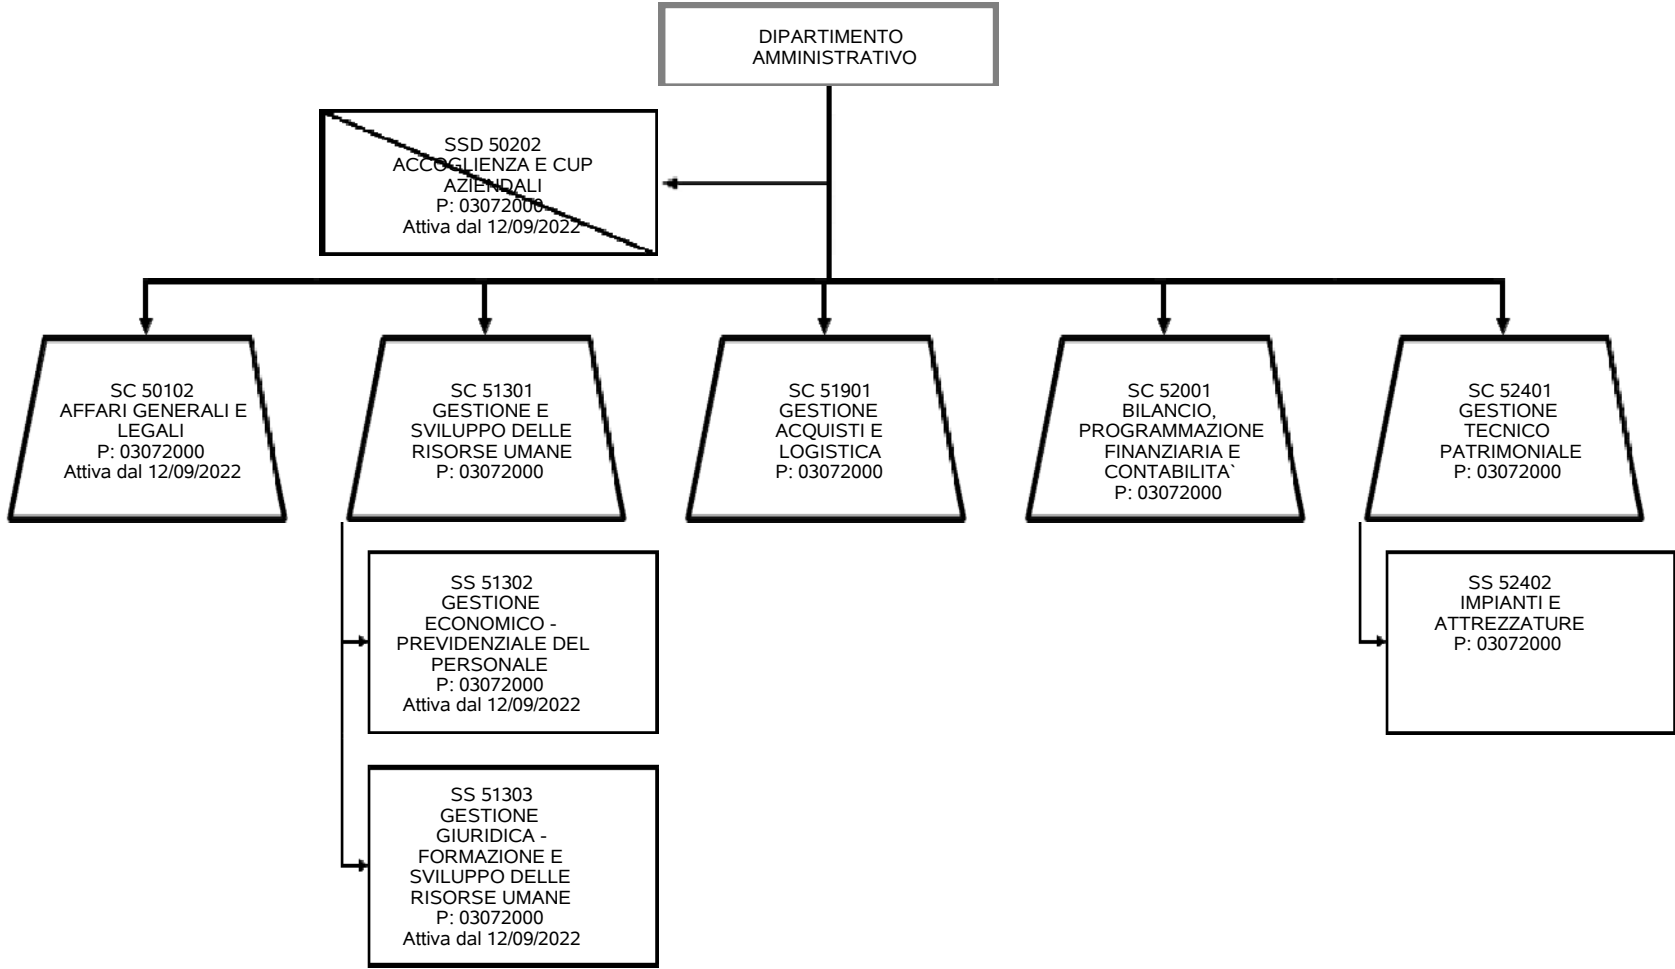 DIPARTIMENTO
AMMINISTRATIVO
SSD 50202
ACCOGLIENZA E CUP
AZIENDALI
P: 03072000
Attiva dal 12/09/2022
SC 50102
AFFARI GENERALI E
LEGALI
P: 03072000
Attiva dal 12/09/2022
SC 51301
GESTIONE E
SVILUPPO DELLE
RISORSE UMANE
P: 03072000
SC 51901
GESTIONE
ACQUISTI E
LOGISTICA
P: 03072000
SC 52001
BILANCIO,
PROGRAMMAZIONE
FINANZIARIA E
CONTABILITA`
P: 03072000
SC 52401
GESTIONE
TECNICO
PATRIMONIALE
P: 03072000
SS 51302
GESTIONE
ECONOMICO -
PREVIDENZIALE DEL
PERSONALE
P: 03072000
Attiva dal 12/09/2022
SS 52402
IMPIANTI E
ATTREZZATURE
P: 03072000
SS 51303
GESTIONE
GIURIDICA -
FORMAZIONE E
SVILUPPO DELLE
RISORSE UMANE
P: 03072000
Attiva dal 12/09/2022